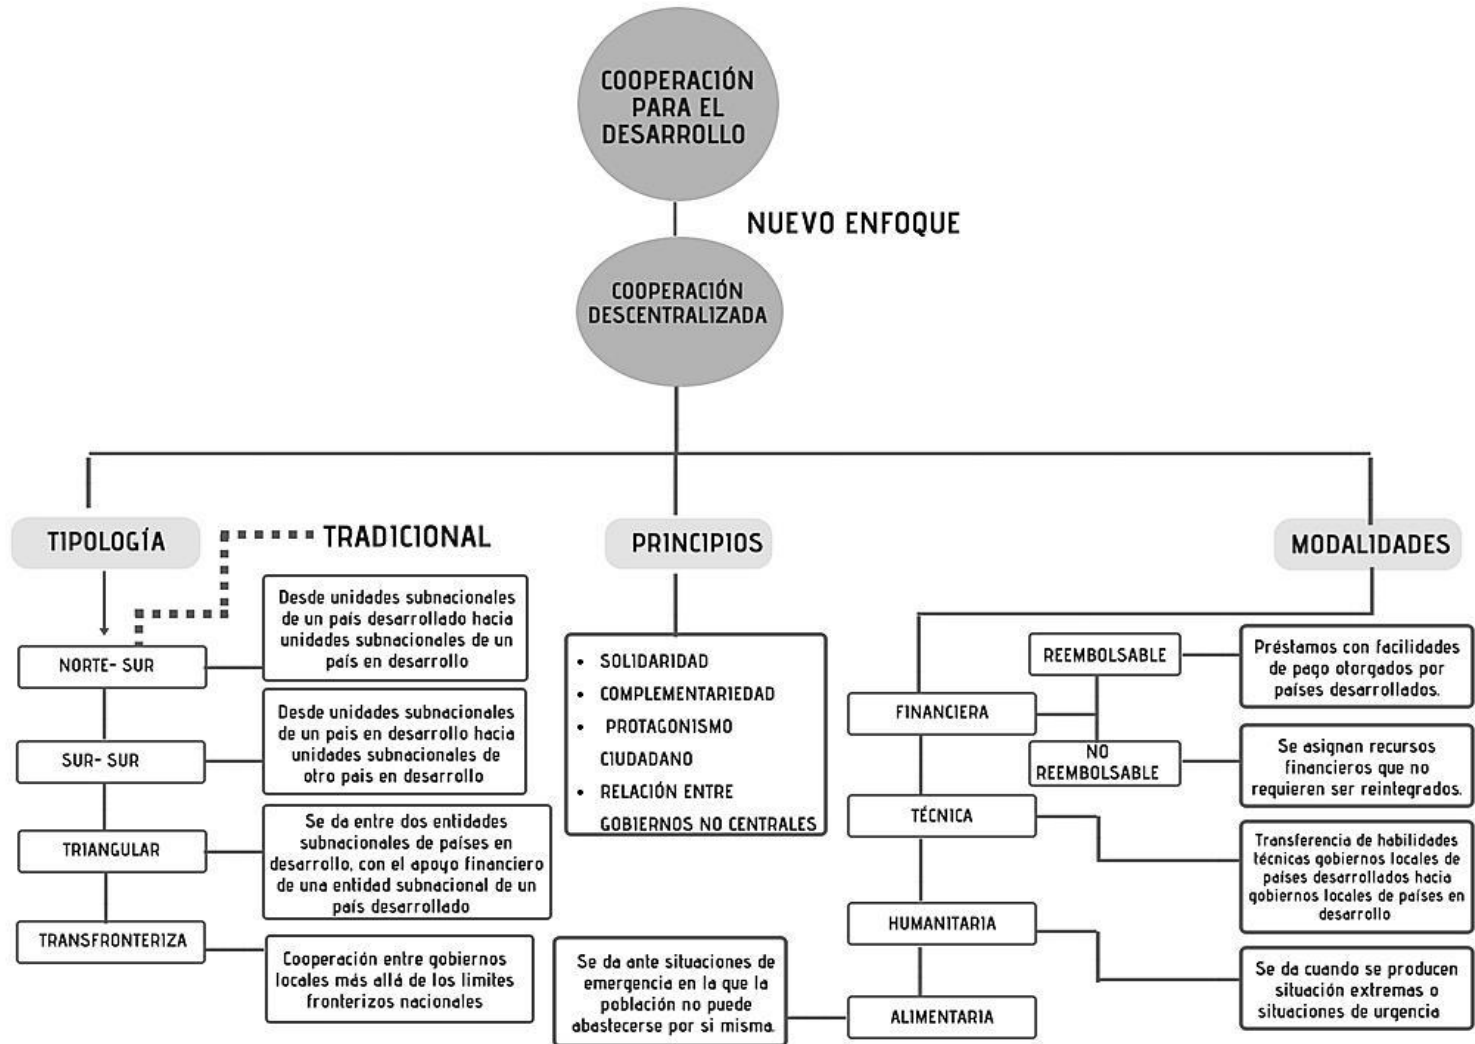 COOPERACIÓN
PARA EL
DESARROLLO
NUEVO ENFOQUE
COOPERACIÓN
DESCENTRALIZADA
TIPOLOGÍA
TRADICIONAL
NORTE- SUR
Desde unidades subnacionales
de un país desarrollado hacia
unidades subnacionales de un
país en desarrollo
SUR- SUR
Desde unidades subnacionales
de un pais en desarrollo hacia
unidades subnacionales de
otro pais en desarrollo
TRIANGULAR
Se da entre dos entidades
subnacionales de países en
desarrollo, con el apoyo financiero
de una entidad subnacional de un
país desarrollado
TRANSFRONTERIZA
Cooperación entre gobiernos
locales más allá de los limites
fronterizos nacionales
PRINCIPIOS
• SOLIDARIDAD
• COMPLEMENTARIEDAD
• PROTAGONISMO
CIUDADANO
• RELACIÓN ENTRE
GOBIERNOS NO CENTRALES
MODALIDADES
FINANCIERA
REEMBOLSABLE
Préstamos con facilidades
de pago otorgados por
países desarrollados.
NO
REEMBOLSABLE
Se asignan recursos
financieros que no
requieren ser reintegrados.
TÉCNICA
Transferencia de habilidades
técnicas gobiernos locales de
países desarrollados hacia
gobiernos locales de países en
desarrollo
HUMANITARIA
Se da cuando se producen
situación extremas o
situaciones de urgencia
ALIMENTARIA
Se da ante situaciones de
emergencia en la que la
población no puede
abastecerse por si misma.